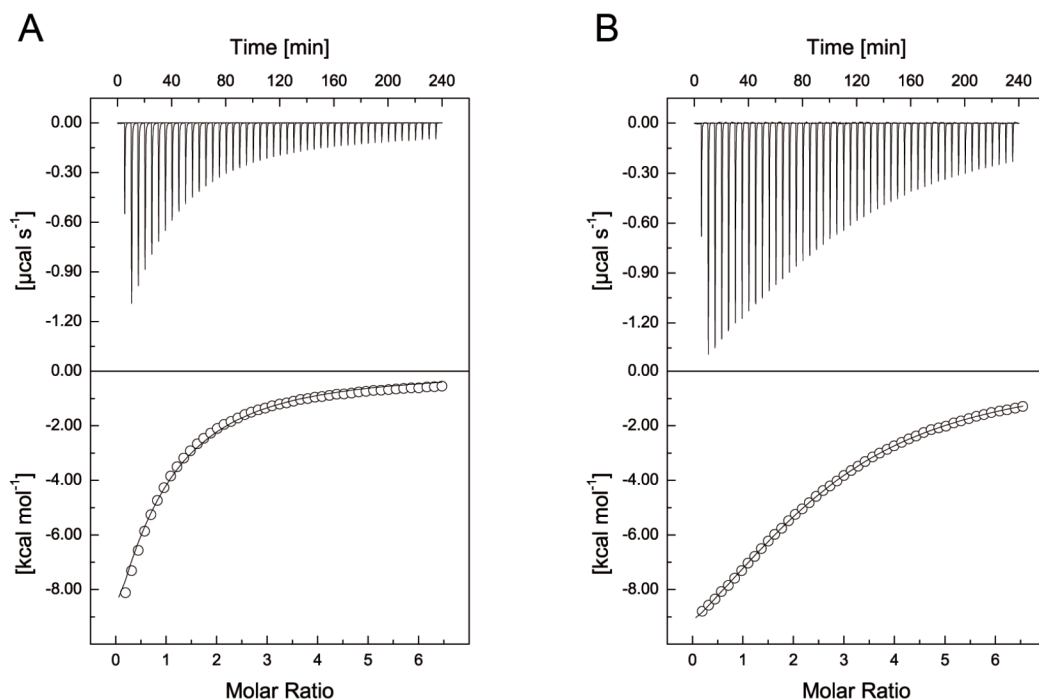 A
Time [min]
0 40 80 120 160 200 240
0.00
-0.30
-0.60
-0.90
-1.20
[µcal s-1]
0.00
-2.00
-4.00
-6.00
-8.00
[kcal mol-1]
0 1 2 3 4 5 6
Molar Ratio
B
Time [min]
0 40 80 120 160 200 240
0.00
-0.30
-0.60
-0.90
-1.20
[µcal s-1]
0.00
-2.00
-4.00
-6.00
-8.00
[kcal mol-1]
0 1 2 3 4 5 6
Molar Ratio